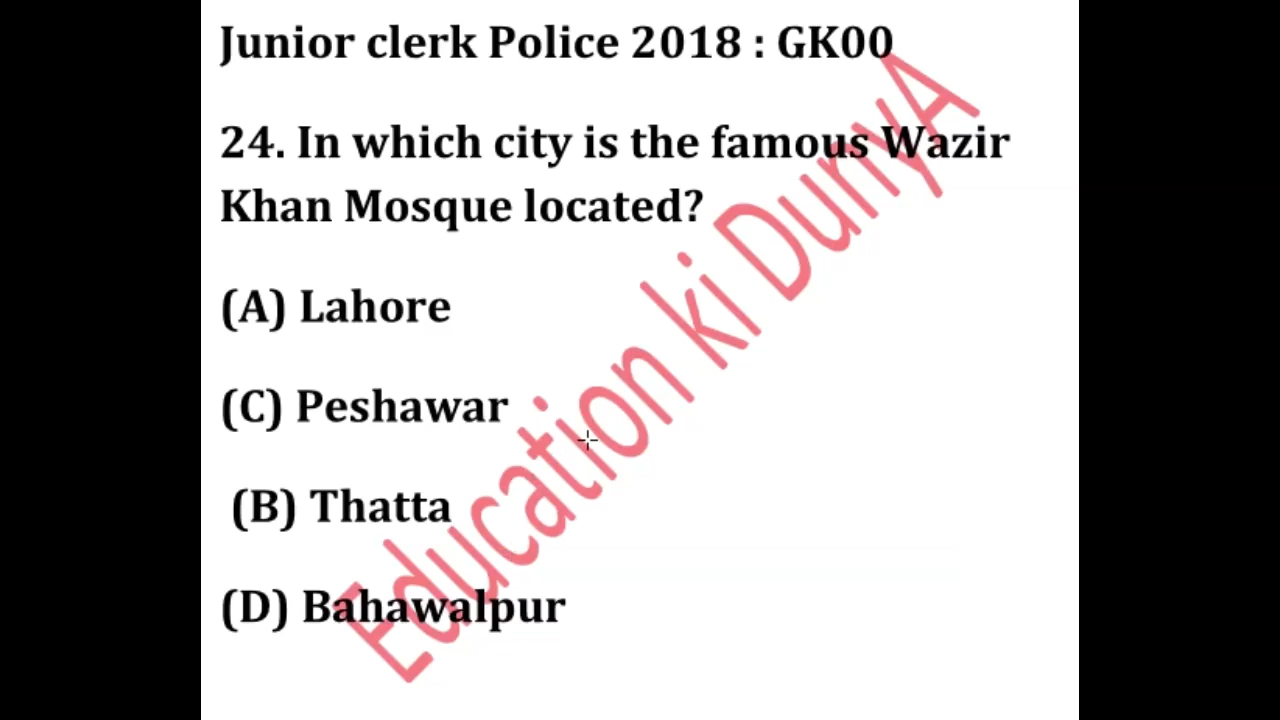 Junior clerk Police 2018 : GK00
24. In which city is the famous Wazir
Khan Mosque located?
(A) Lahore
(C) Peshawar
(B) Thatta
(D) Bahawalpur
Education ki DunyA